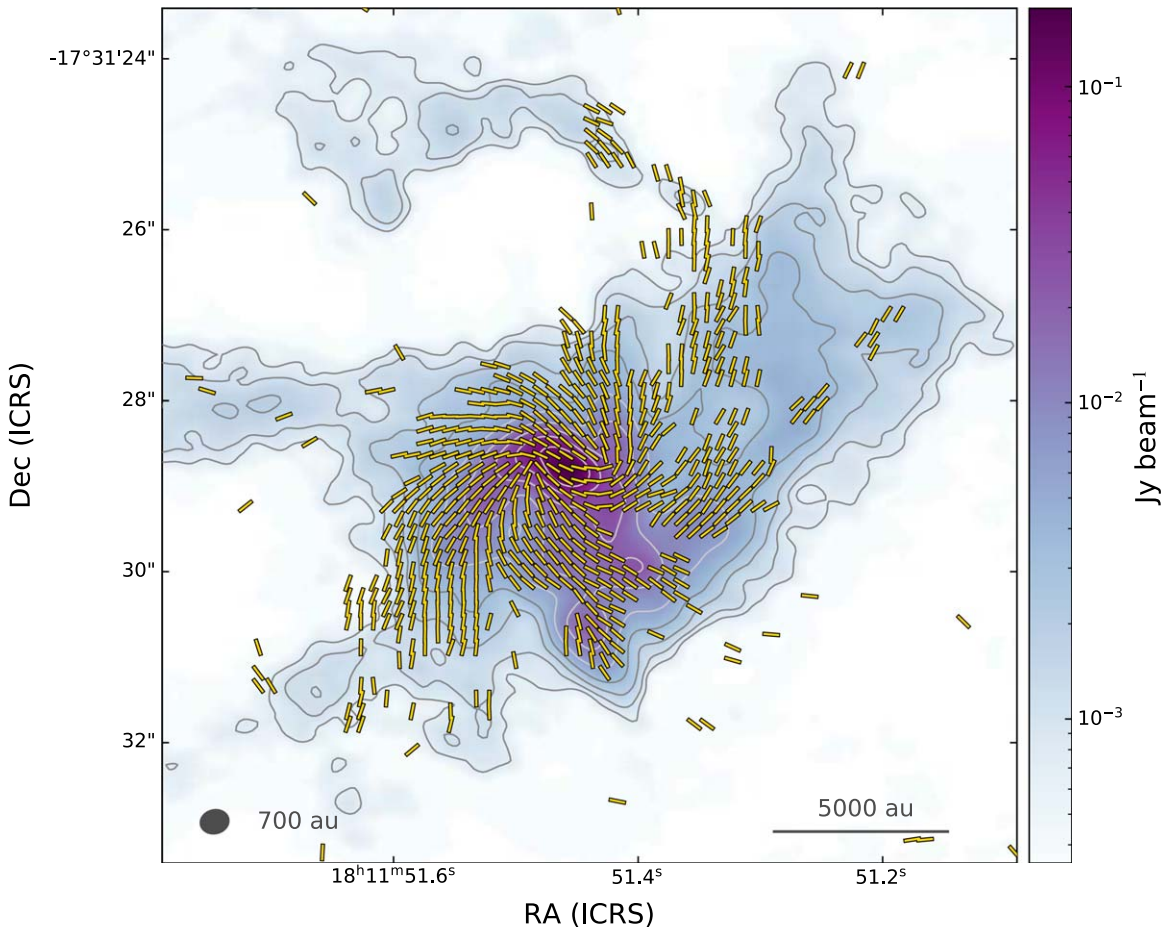 -17°31'24"
26"
28"
30"
32"
Dec (ICRS)
18ʰ11ᵐ51.6ˢ
51.4ˢ
51.2ˢ
RA (ICRS)
700 au
5000 au
10⁻¹
10⁻²
10⁻³
Jy beam⁻¹